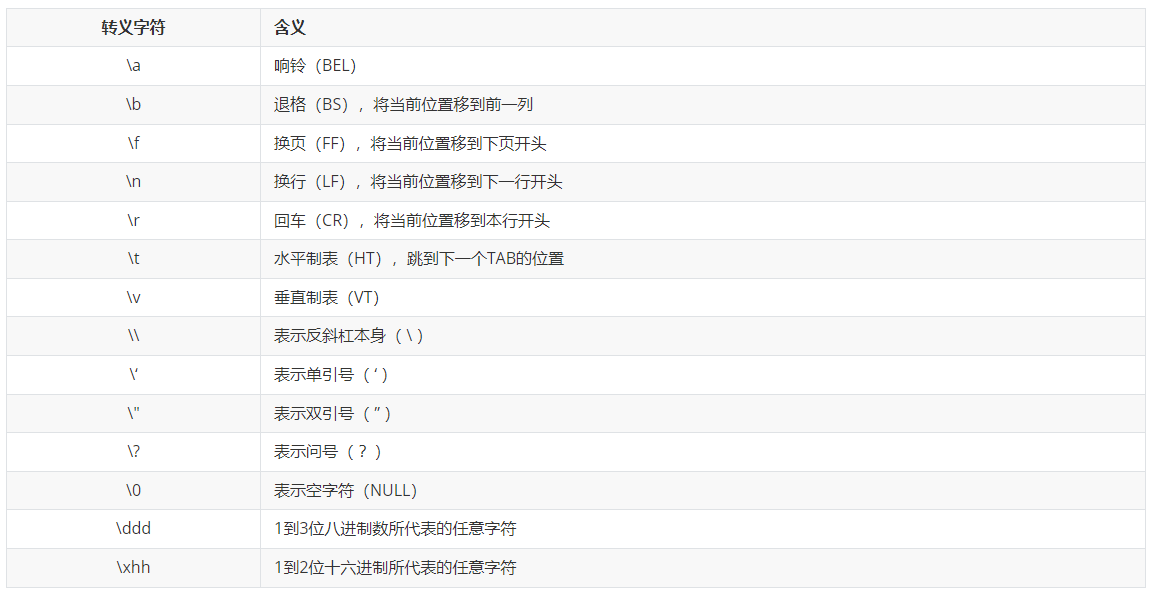 转义字符 含义
\a 响铃（BEL）
\b 退格（BS），将当前位置移到前一列
\f 换页（FF），将当前位置移到下页开头
\n 换行（LF），将当前位置移到下一行开头
\r 回车（CR），将当前位置移到本行开头
\t 水平制表（HT），跳到下一个TAB的位置
\v 垂直制表（VT）
\\ 表示反斜杠本身（ \ ）
\‘ 表示单引号（ ‘ ）
\" 表示双引号（ ” ）
\? 表示问号（ ？ ）
\0 表示空字符（NULL）
\ddd 1到3位八进制数所代表的任意字符
\xhh 1到2位十六进制所代表的任意字符